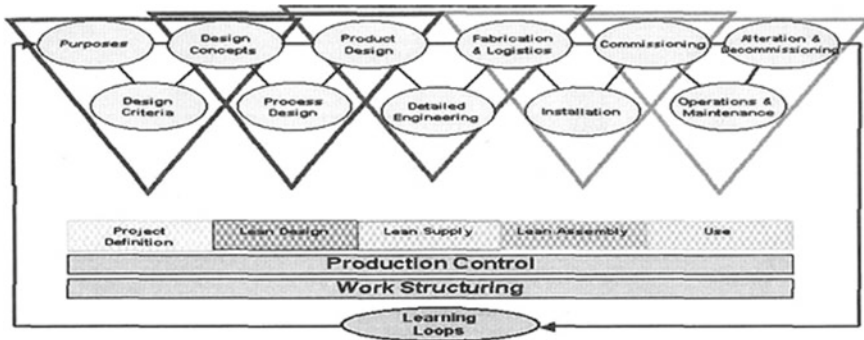 Purposes
Design
Concepts
Product
Design
Fabrication
& Logistics
Commissioning
Alteration &
Decommissioning
Design
Criteria
Process
Design
Detailed
Engineering
Installation
Operations &
Maintenance
Project
Definition
Lean Design
Lean Supply
Lean Assembly
Use
Production Control
Work Structuring
Learning
Loops